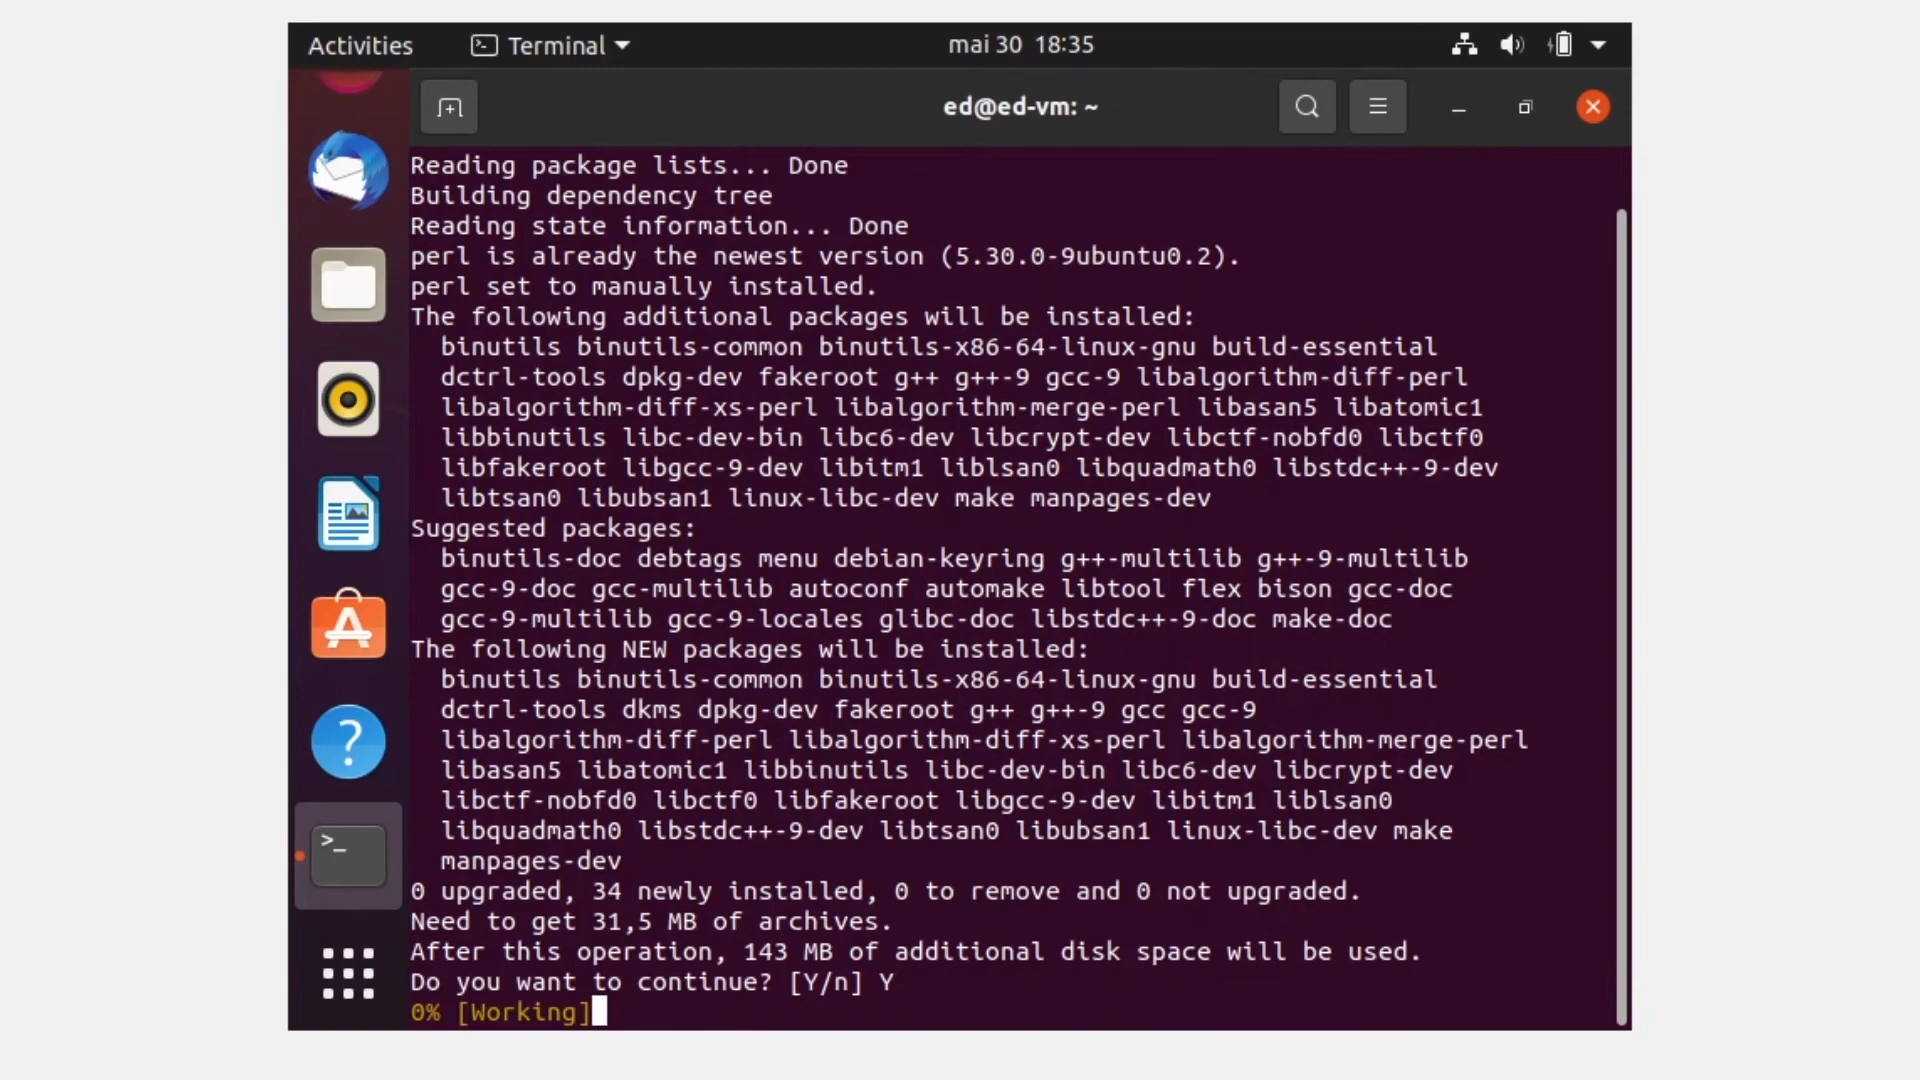 Activities Terminal mai 30 18:35
ed@ed-vm: ~
Reading package lists... Done
Building dependency tree
Reading state information... Done
perl is already the newest version (5.30.0-9ubuntu0.2).
perl set to manually installed.
The following additional packages will be installed:
  binutils binutils-common binutils-x86-64-linux-gnu build-essential
  dctrl-tools dpkg-dev fakeroot g++ g++-9 gcc-9 libalgorithm-diff-perl
  libalgorithm-diff-xs-perl libalgorithm-merge-perl libasan5 libatomic1
  libbinutils libc-dev-bin libc6-dev libcrypt-dev libctf-nobfd0 libctf0
  libfakeroot libgcc-9-dev libitm1 liblsan0 libquadmath0 libstdc++-9-dev
  libtsan0 libubsan1 linux-libc-dev make manpages-dev
Suggested packages:
  binutils-doc debtags menu debian-keyring g++-multilib g++-9-multilib
  gcc-9-doc gcc-multilib autoconf automake libtool flex bison gcc-doc
  gcc-9-multilib gcc-9-locales glibc-doc libstdc++-9-doc make-doc
The following NEW packages will be installed:
  binutils binutils-common binutils-x86-64-linux-gnu build-essential
  dctrl-tools dkms dpkg-dev fakeroot g++ g++-9 gcc gcc-9
  libalgorithm-diff-perl libalgorithm-diff-xs-perl libalgorithm-merge-perl
  libasan5 libatomic1 libbinutils libc-dev-bin libc6-dev libcrypt-dev
  libctf-nobfd0 libctf0 libfakeroot libgcc-9-dev libitm1 liblsan0
  libquadmath0 libstdc++-9-dev libtsan0 libubsan1 linux-libc-dev make
  manpages-dev
0 upgraded, 34 newly installed, 0 to remove and 0 not upgraded.
Need to get 31,5 MB of archives.
After this operation, 143 MB of additional disk space will be used.
Do you want to continue? [Y/n] Y
0% [Working]